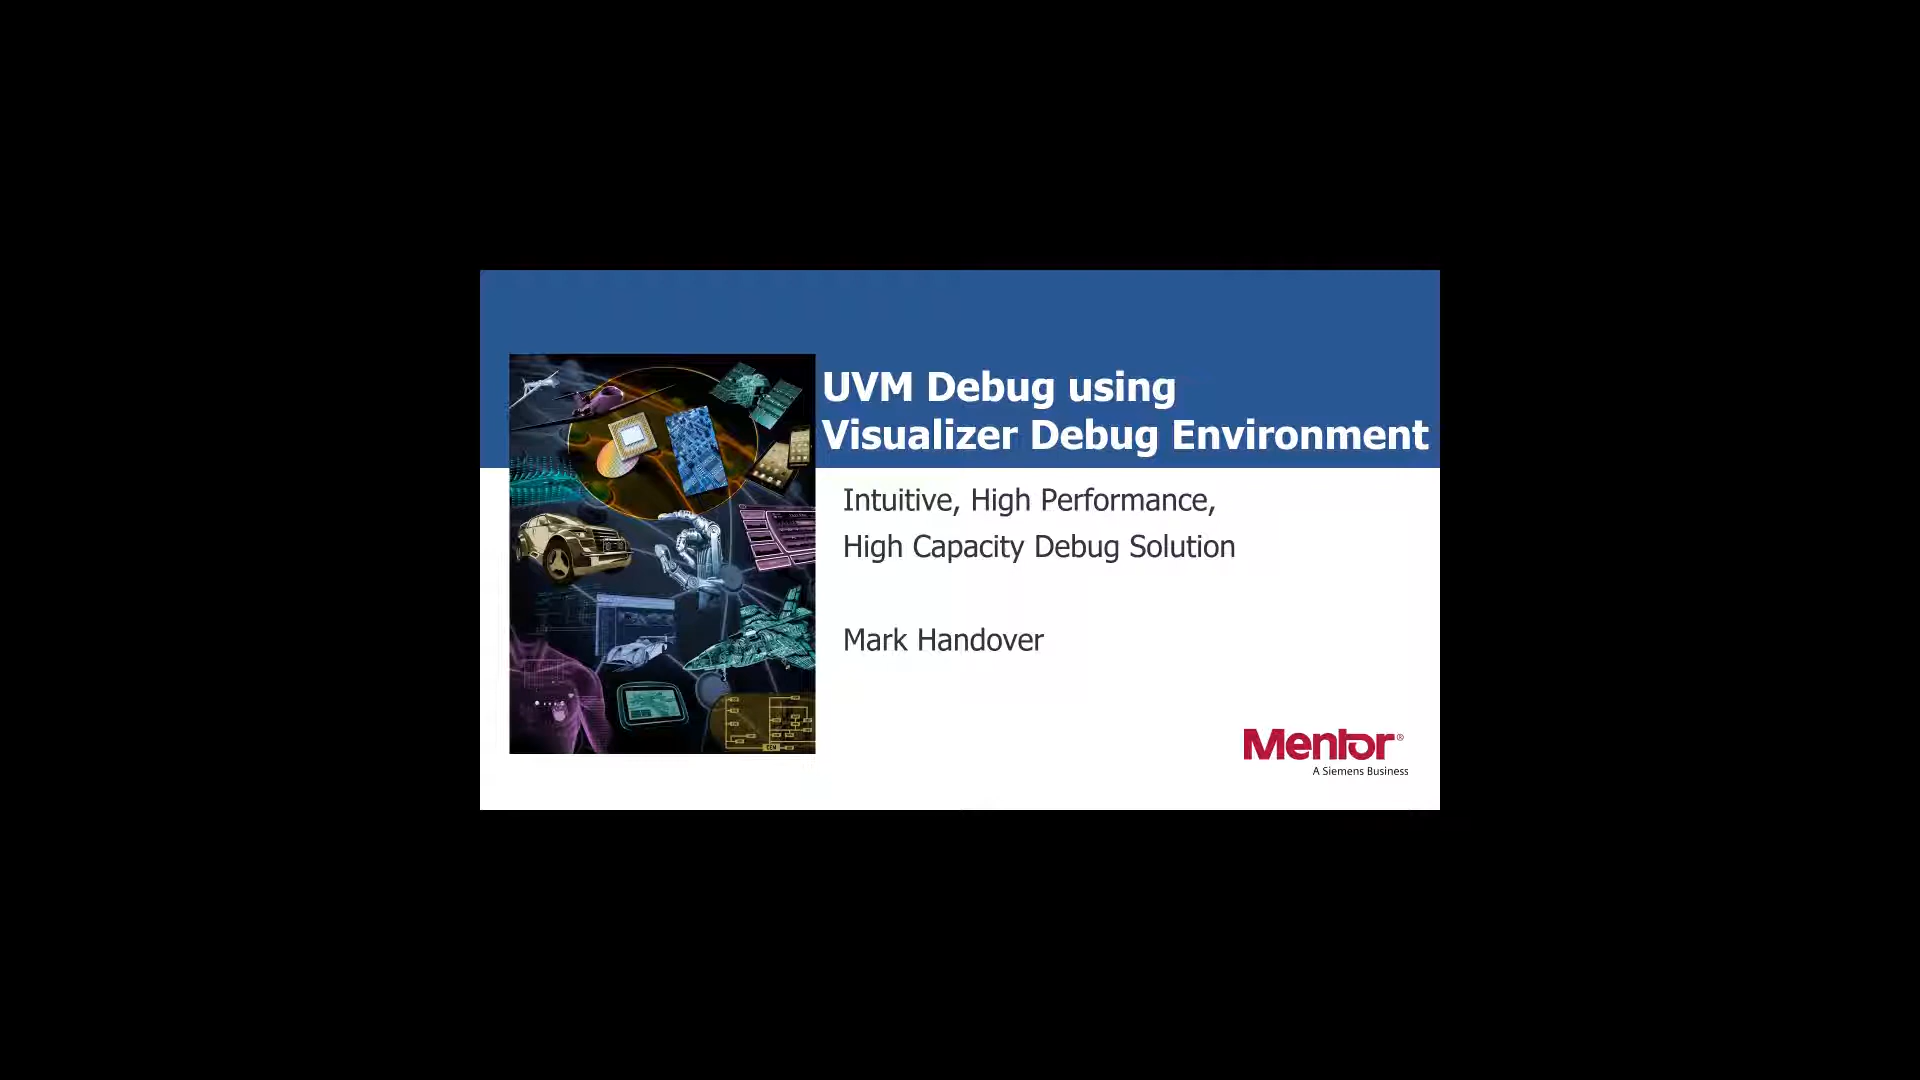 UVM Debug using
Visualizer Debug Environment
Intuitive, High Performance,
High Capacity Debug Solution
Mark Handover
Mentor®
A Siemens Business